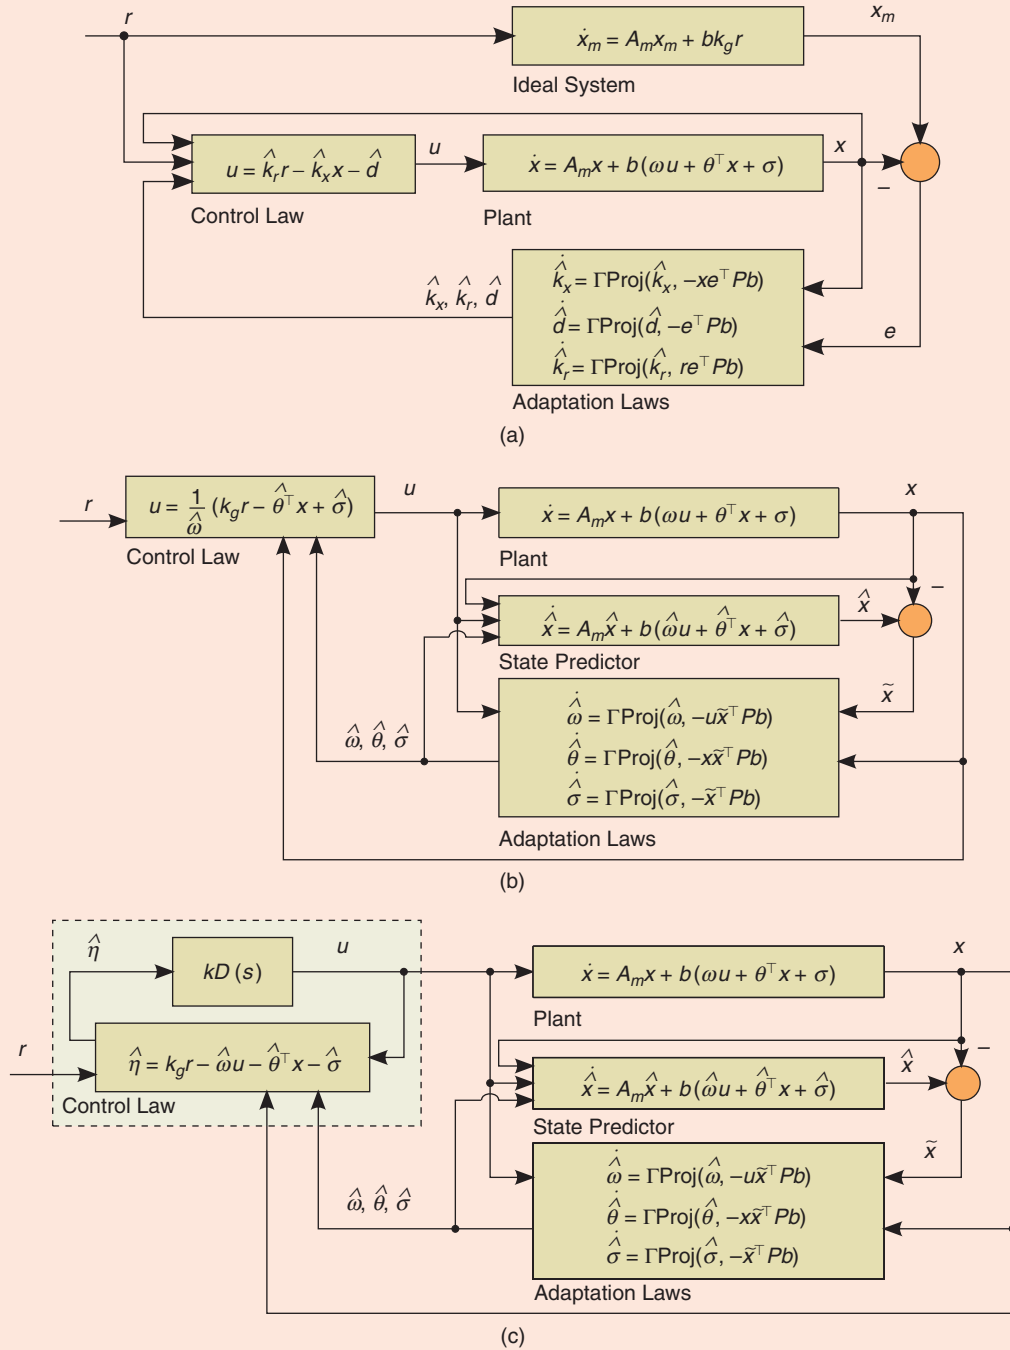 r
x_m
ẋ_m = A_m x_m + bk_g r
Ideal System
u = k̂_r r − k̂_x x − d̂
Control Law
u
ẋ = A_m x + b(ωu + θ^⊤x + σ)
Plant
x
−
k̂_x, k̂_r, d̂
k̂̇_x = ΓProj(k̂_x, −xe^⊤Pb)
d̂̇ = ΓProj(d̂, −e^⊤Pb)
k̂̇_r = ΓProj(k̂_r, re^⊤Pb)
e
Adaptation Laws
(a)
r
u = 1/ω̂ (k_g r − θ̂^⊤x + σ̂)
Control Law
u
ẋ = A_m x + b(ωu + θ^⊤x + σ)
Plant
x
−
x̂̇ = A_m x̂ + b(ω̂u + θ̂^⊤x + σ̂)
x̂
State Predictor
x̃
ω̂, θ̂, σ̂
ω̂̇ = ΓProj(ω̂, −ux̃^⊤Pb)
θ̂̇ = ΓProj(θ̂, −xx̃^⊤Pb)
σ̂̇ = ΓProj(σ̂, −x̃^⊤Pb)
Adaptation Laws
(b)
η̂
kD(s)
u
r
η̂ = k_g r − ω̂u − θ̂^⊤x − σ̂
Control Law
ẋ = A_m x + b(ωu + θ^⊤x + σ)
Plant
x
−
x̂̇ = A_m x̂ + b(ω̂u + θ̂^⊤x + σ̂)
x̂
State Predictor
x̃
ω̂, θ̂, σ̂
ω̂̇ = ΓProj(ω̂, −ux̃^⊤Pb)
θ̂̇ = ΓProj(θ̂, −xx̃^⊤Pb)
σ̂̇ = ΓProj(σ̂, −x̃^⊤Pb)
Adaptation Laws
(c)